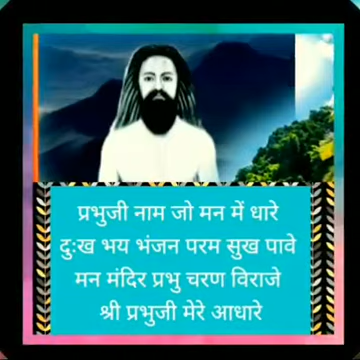 प्रभुजी नाम जो मन में धारे
दुःख भय भंजन परम सुख पावे
मन मंदिर प्रभु चरण विराजे
श्री प्रभुजी मेरे आधारे